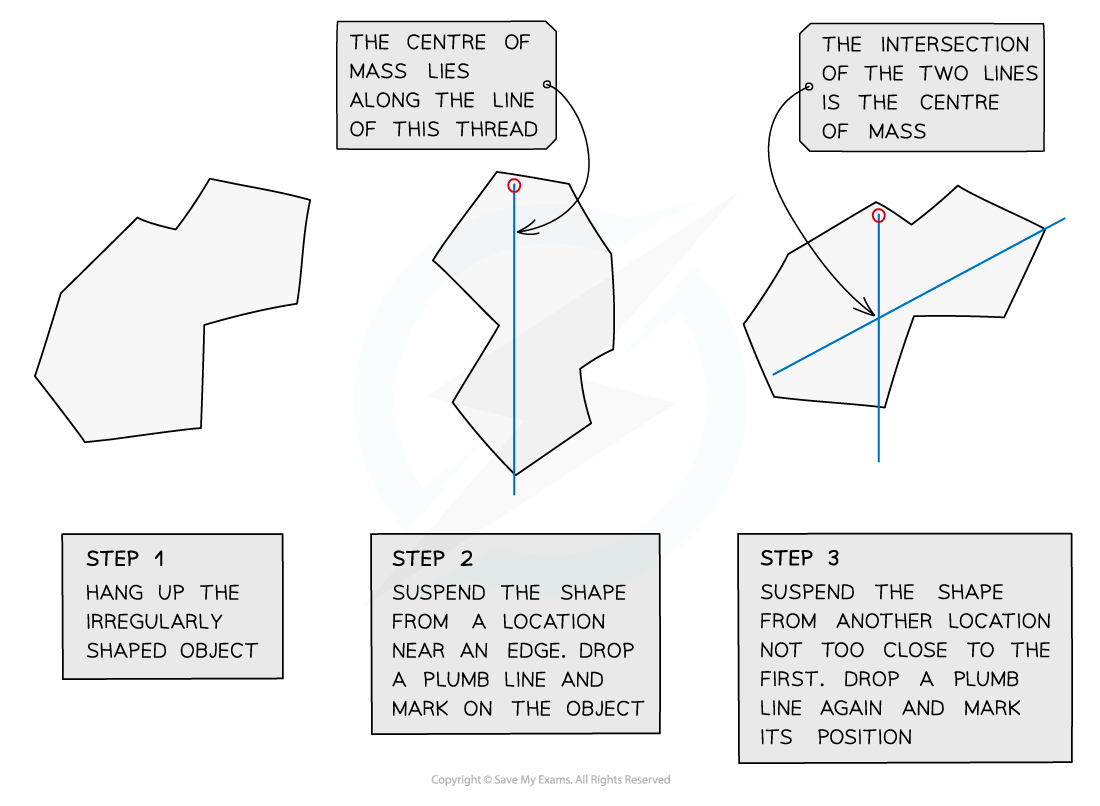 THE CENTRE OF
MASS LIES
ALONG THE LINE
OF THIS THREAD
THE INTERSECTION
OF THE TWO LINES
IS THE CENTRE
OF MASS
STEP 1
HANG UP THE
IRREGULARLY
SHAPED OBJECT
STEP 2
SUSPEND THE SHAPE
FROM A LOCATION
NEAR AN EDGE. DROP
A PLUMB LINE AND
MARK ON THE OBJECT
STEP 3
SUSPEND THE SHAPE
FROM ANOTHER LOCATION
NOT TOO CLOSE TO THE
FIRST. DROP A PLUMB
LINE AGAIN AND MARK
ITS POSITION
Copyright © Save My Exams. All Rights Reserved